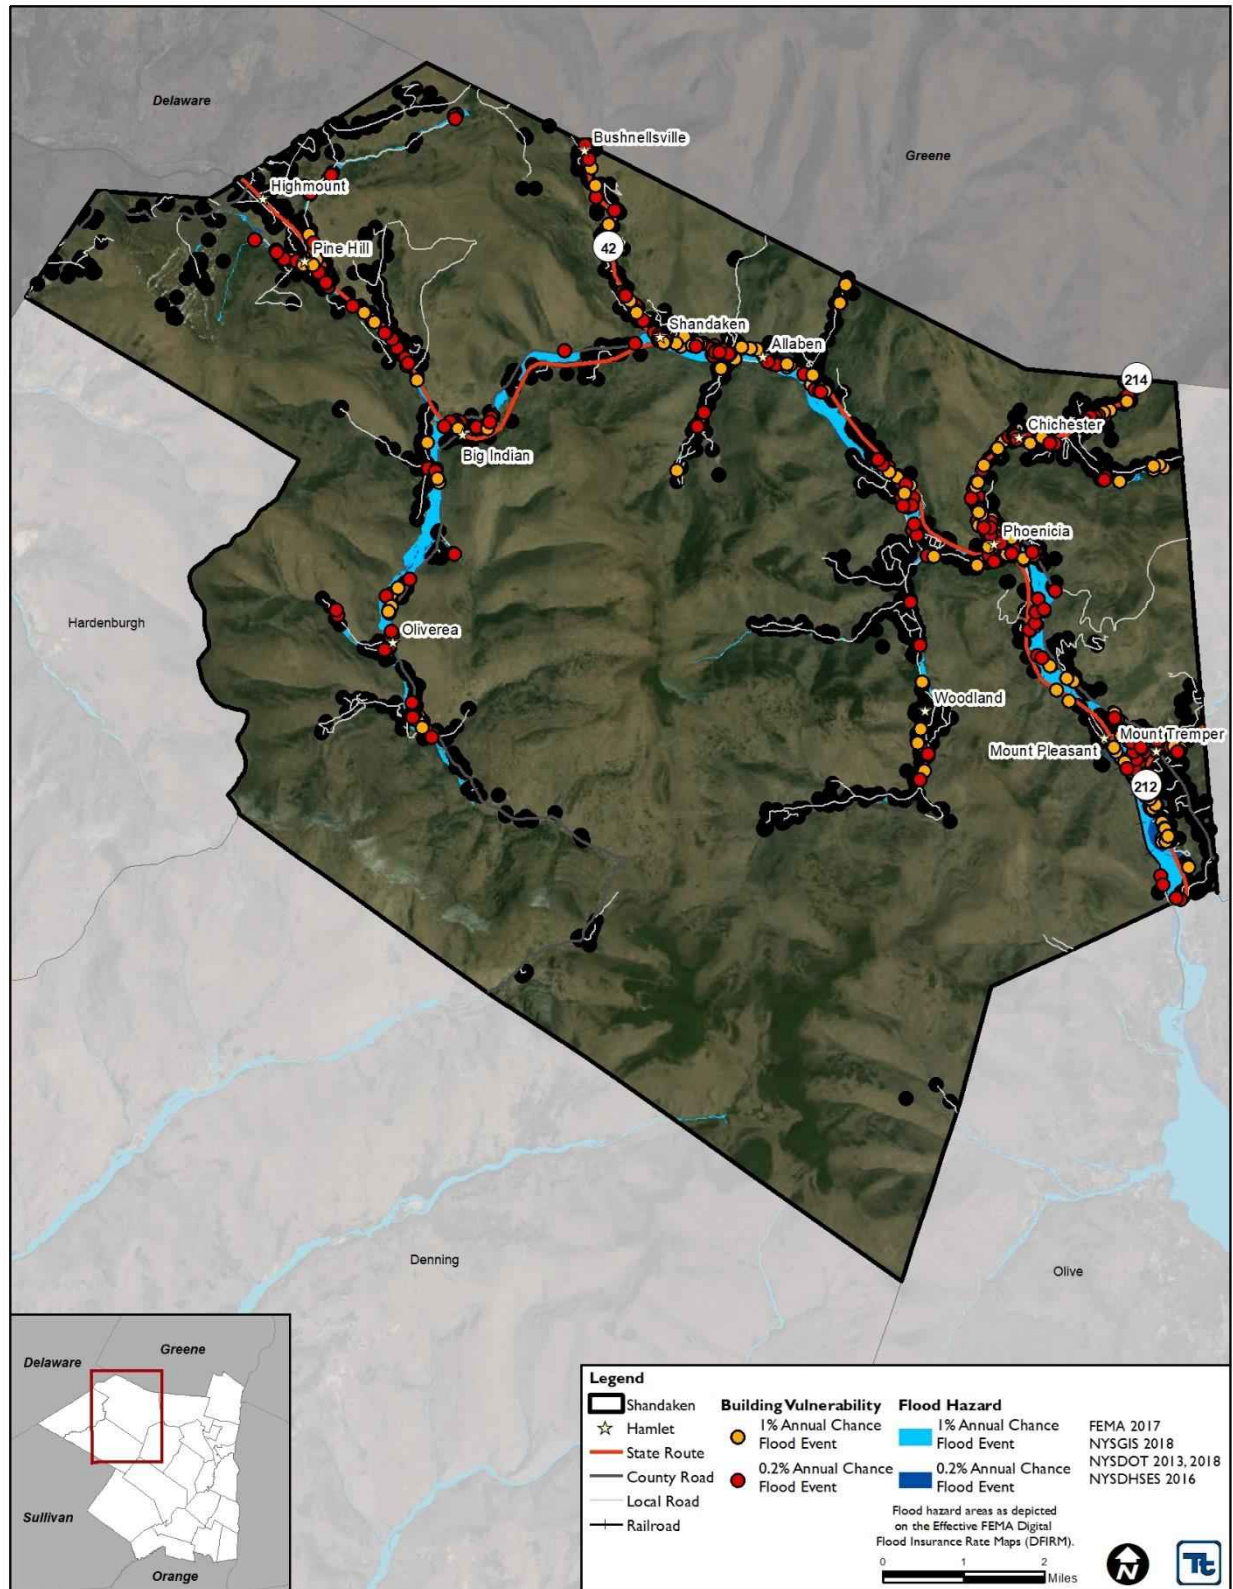 Delaware
Greene
Bushnellsville
Highmount
Pine Hill
42
Shandaken
Allaben
214
Chichester
Big Indian
Phoenicia
Hardenburgh
Oliverea
Woodland
Mount Tremper
Mount Pleasant
212
Denning
Olive
Delaware
Greene
Sullivan
Orange
Legend
Shandaken
Hamlet
State Route
County Road
Local Road
Railroad
Building Vulnerability
1% Annual Chance
Flood Event
0.2% Annual Chance
Flood Event
Flood Hazard
1% Annual Chance
Flood Event
0.2% Annual Chance
Flood Event
FEMA 2017
NYSGIS 2018
NYSDOT 2013, 2018
NYSDHSES 2016
Flood hazard areas as depicted
on the Effective FEMA Digital
Flood Insurance Rate Maps (DFIRM).
0 1 2
Miles
N
Tt